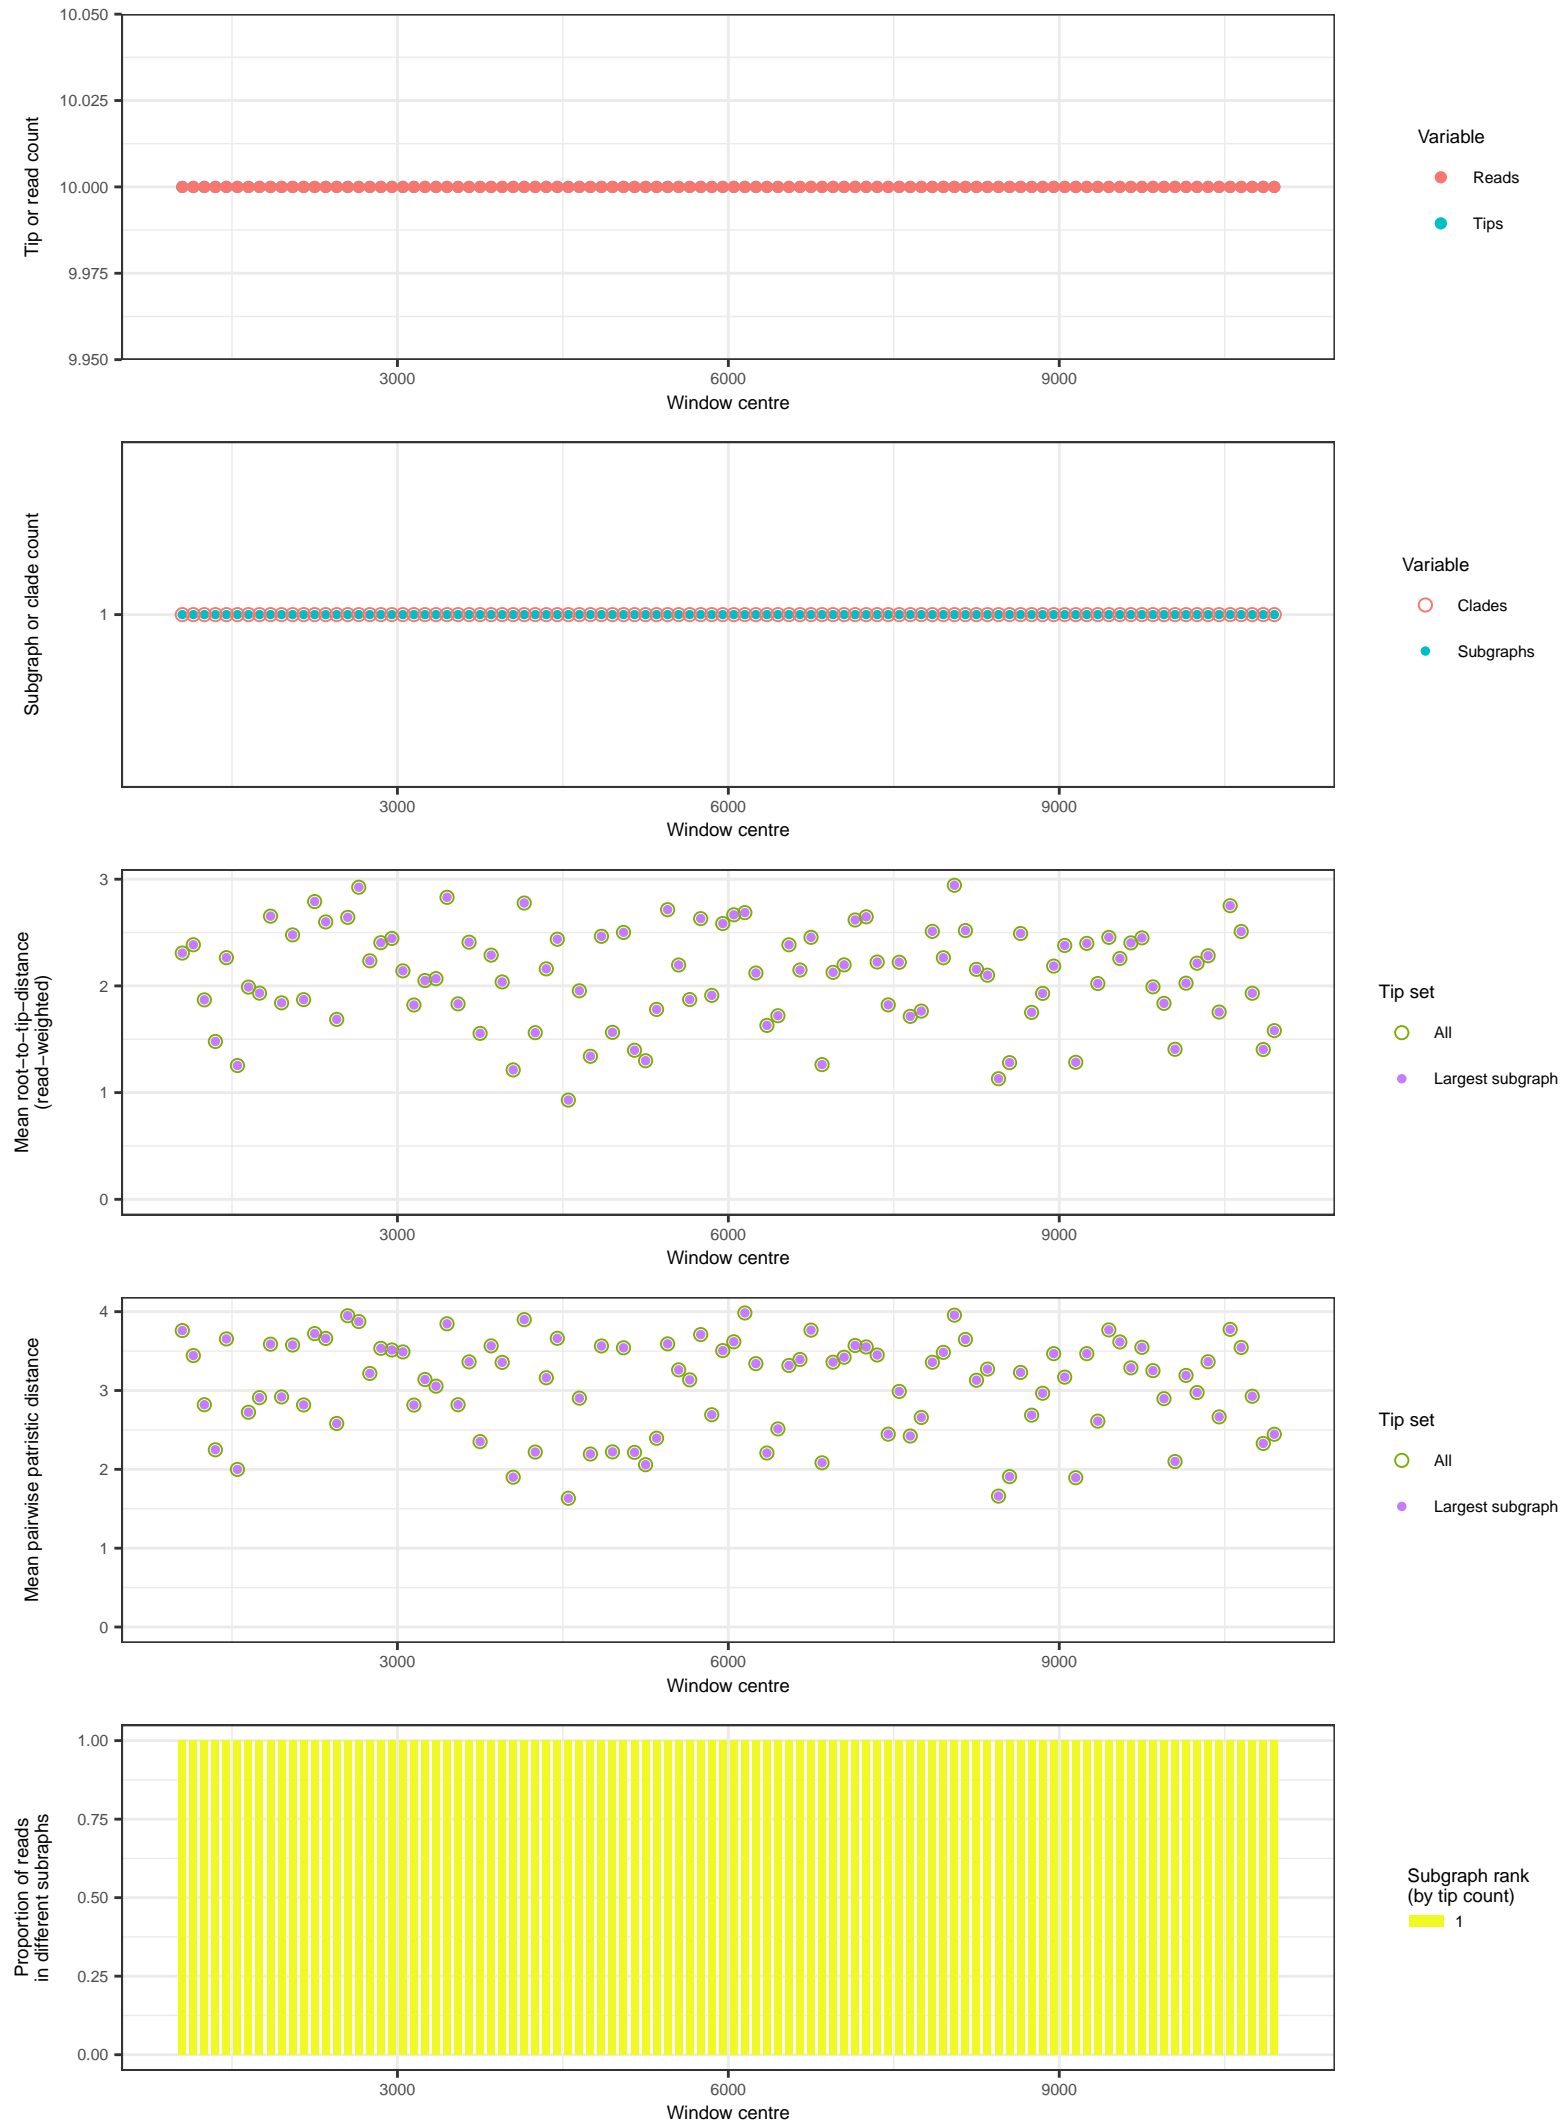 10.050
10.025
10.000
9.975
9.950
Tip or read count
3000 6000 9000
Window centre
Variable
Reads
Tips
1
Subgraph or clade count
3000 6000 9000
Window centre
Variable
Clades
Subgraphs
3
2
1
0
Mean root−to−tip−distance
(read−weighted)
3000 6000 9000
Window centre
Tip set
All
Largest subgraph
4
3
2
1
0
Mean pairwise patristic distance
3000 6000 9000
Window centre
Tip set
All
Largest subgraph
1.00
0.75
0.50
0.25
0.00
Proportion of reads
in different subraphs
3000 6000 9000
Window centre
Subgraph rank
(by tip count)
1